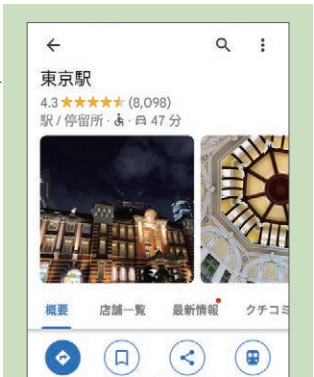 東京駅
4.3 ★★★★★ (8,098)
駅 / 停留所 · · 47 分
概要 店舗一覧 最新情報 クチコミ